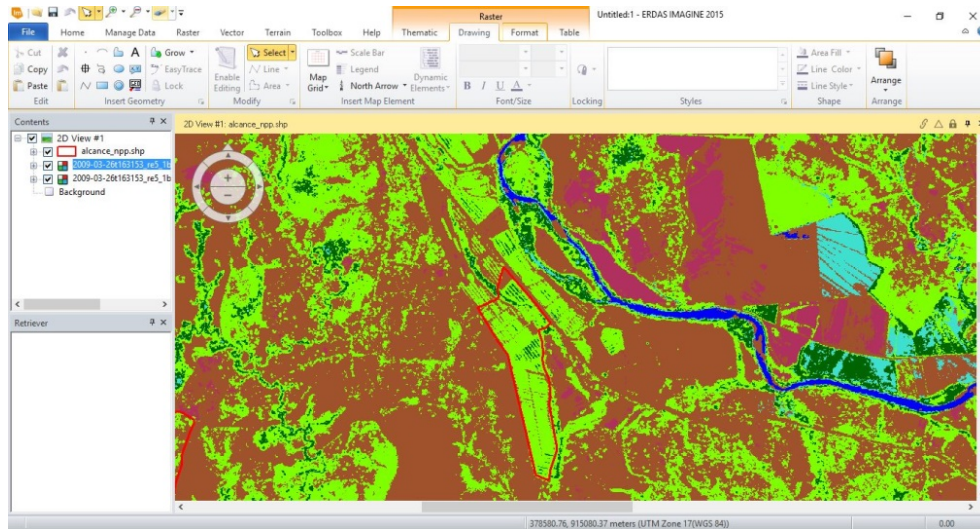 Raster
Untitled:1 - ERDAS IMAGINE 2015
File Home Manage Data Raster Vector Terrain Toolbox Help Thematic Drawing Format Table
Cut Grow Select Scale Bar Area Fill
Copy EasyTrace Line Legend Line Color
Paste A Lock Area North Arrow B I U A Line Style
Enable Editing
Map Grid
Dynamic Elements
Arrange
Edit Insert Geometry Modify Insert Map Element Font/Size Locking Styles Shape Arrange
Contents
2D View #1: alcance_npp.shp
2D View #1
alcance_npp.shp
2009-03-26t163153_re5_1b
2009-03-26t163153_re5_1b
Background
Retriever
378580.76, 915080.37 meters (UTM Zone 17(WGS 84))
0.00